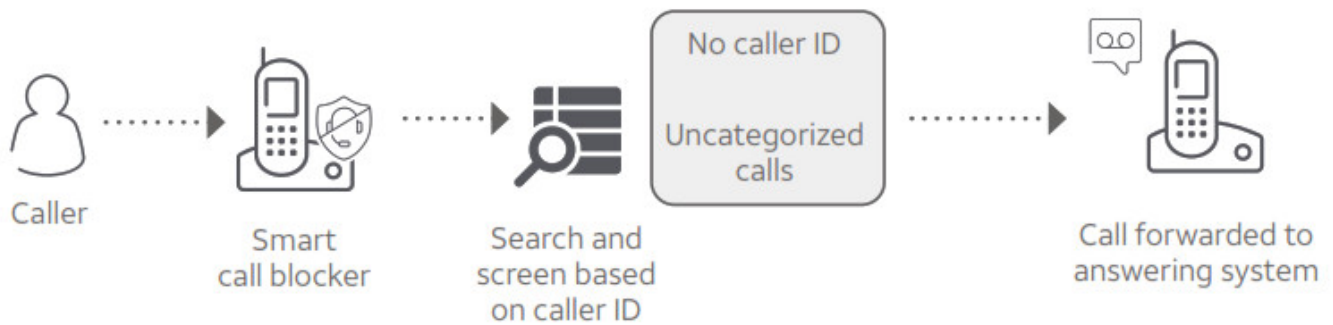 Caller
Smart
call blocker
Search and
screen based
on caller ID
No caller ID
Uncategorized
calls
Call forwarded to
answering system